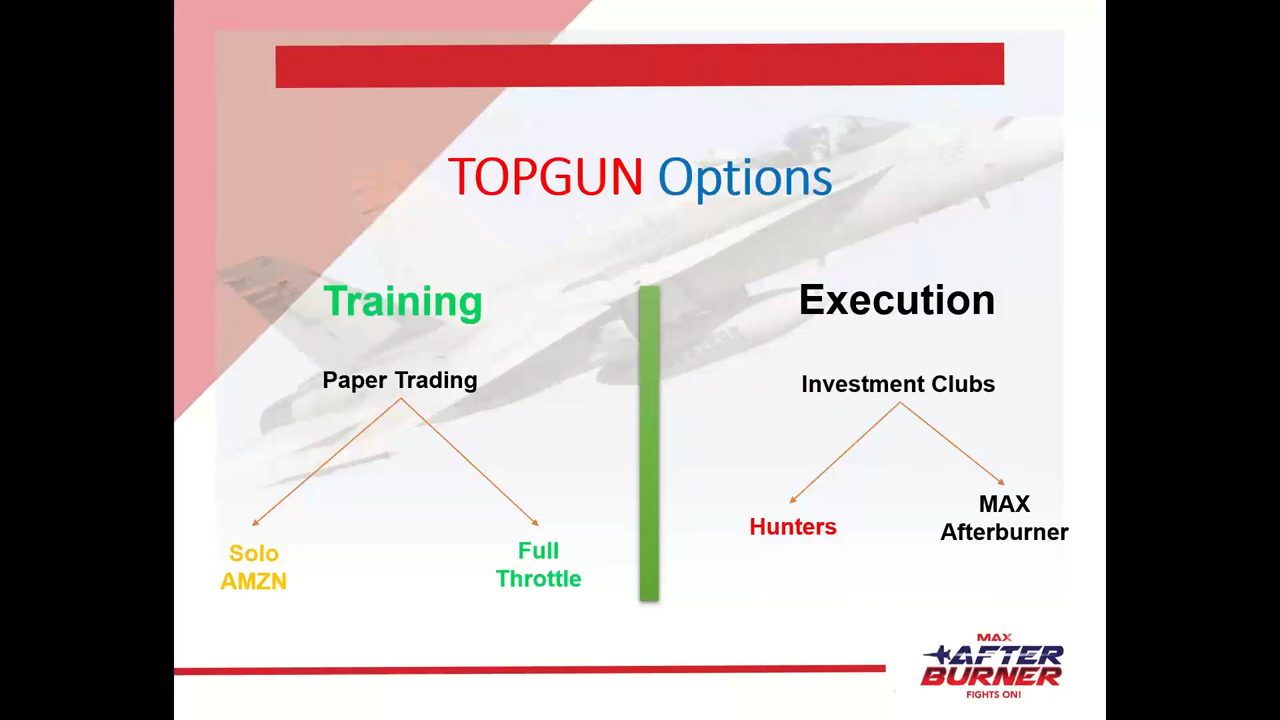 TOPGUN Options
Training
Execution
Paper Trading
Investment Clubs
Solo
AMZN
Full
Throttle
Hunters
MAX
Afterburner
MAX
AFTER
BURNER
FIGHTS ON!